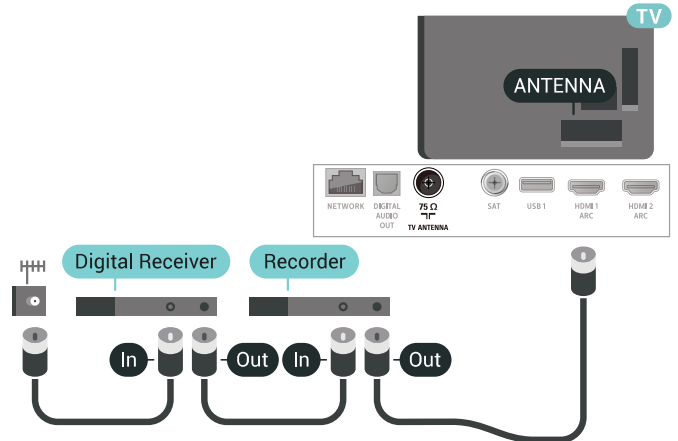 TV
ANTENNA
NETWORK
DIGITAL
AUDIO
OUT
75 Ω
TV ANTENNA
SAT
USB 1
HDMI 1
ARC
HDMI 2
ARC
Digital Receiver
Recorder
In
Out
In
Out